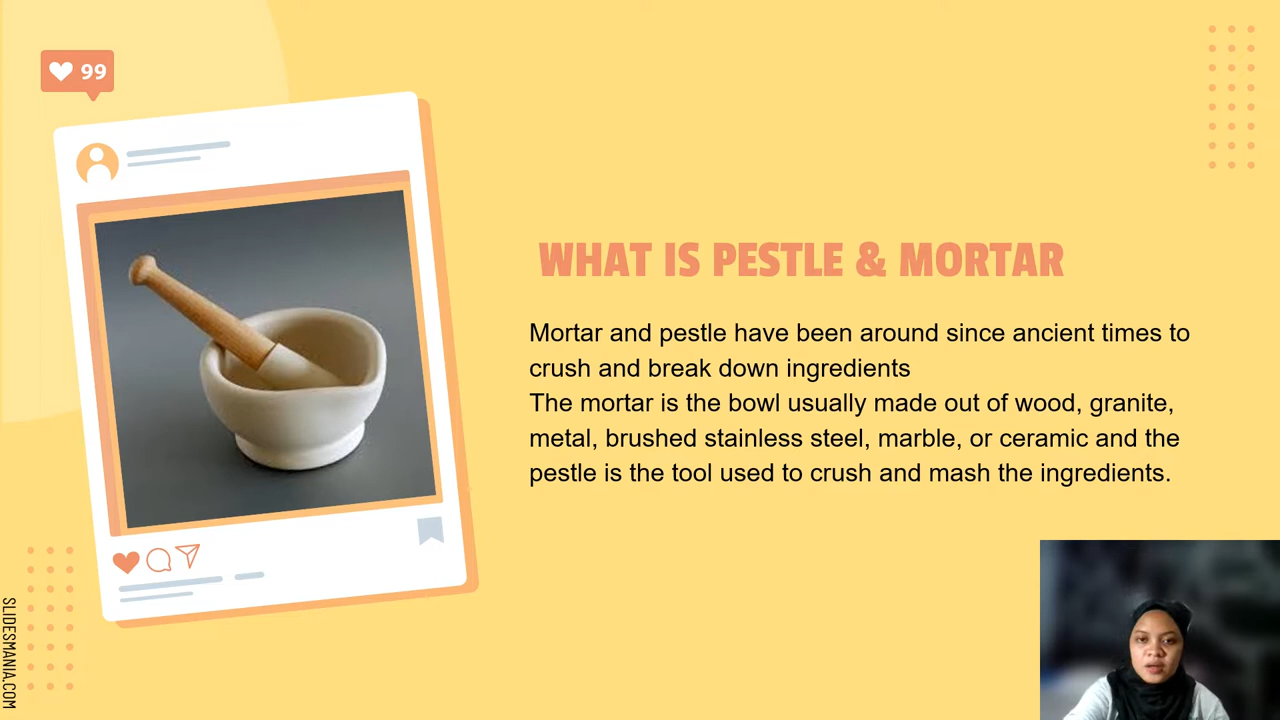 99
WHAT IS PESTLE & MORTAR
Mortar and pestle have been around since ancient times to
crush and break down ingredients
The mortar is the bowl usually made out of wood, granite,
metal, brushed stainless steel, marble, or ceramic and the
pestle is the tool used to crush and mash the ingredients.
SLIDESMANIA.COM